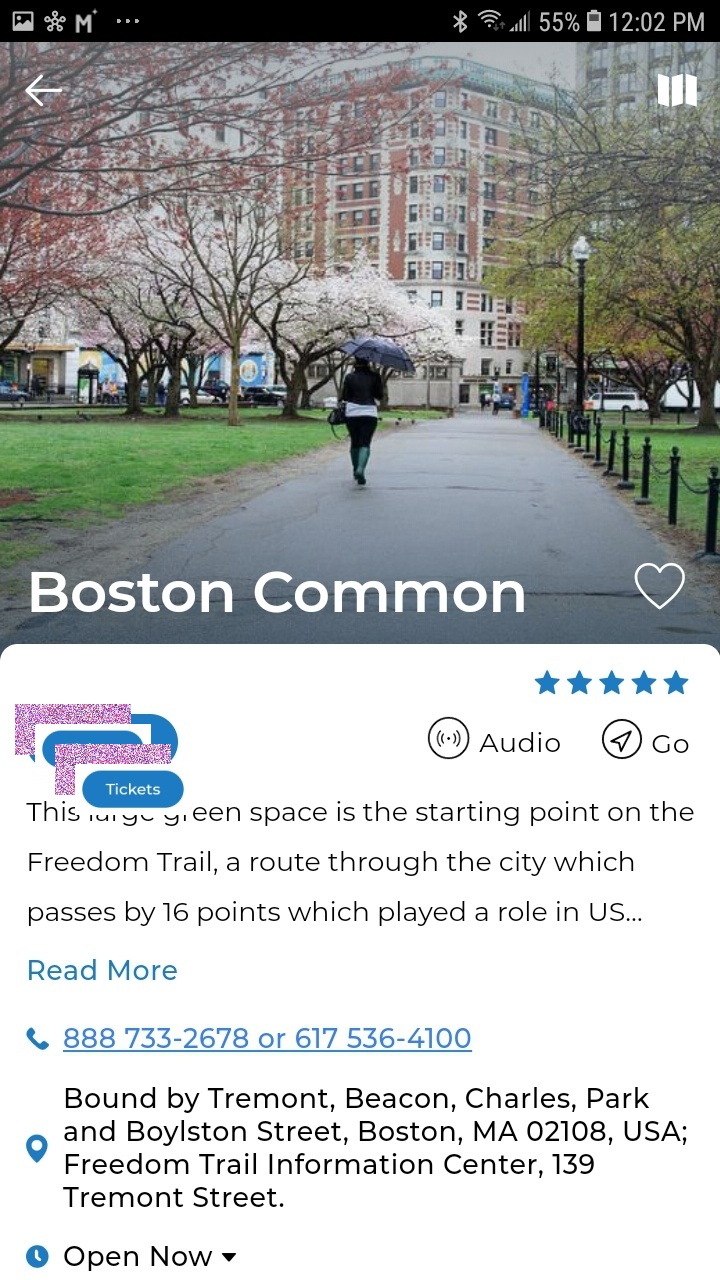 55% 12:02 PM
Boston Common
Audio Go
Tickets
This green space is the starting point on the
Freedom Trail, a route through the city which
passes by 16 points which played a role in US...
Read More
888 733-2678 or 617 536-4100
Bound by Tremont, Beacon, Charles, Park
and Boylston Street, Boston, MA 02108, USA;
Freedom Trail Information Center, 139
Tremont Street.
Open Now